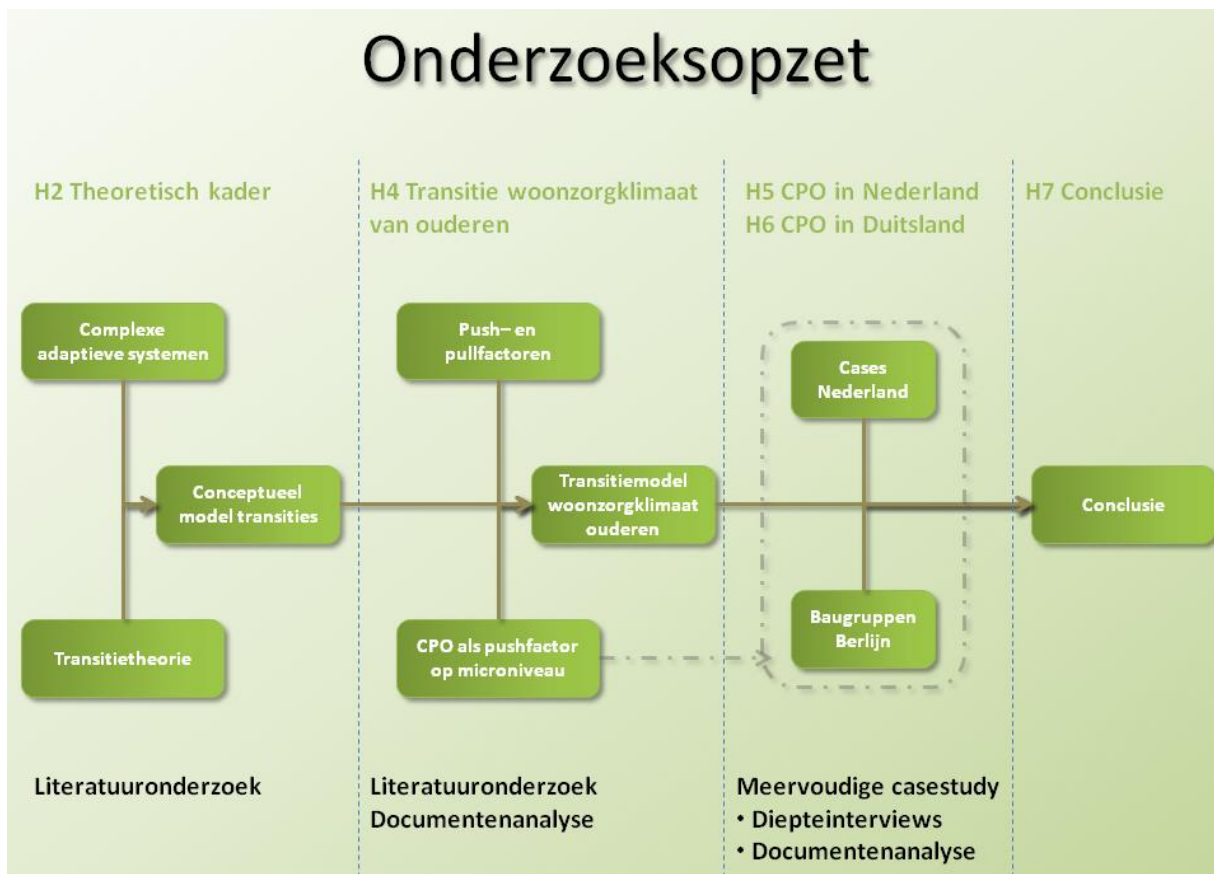 Onderzoeksopzet
H2 Theoretisch kader
H4 Transitie woonzorgklimaat
van ouderen
H5 CPO in Nederland
H6 CPO in Duitsland
H7 Conclusie
Complexe
adaptieve systemen
Push– en
pullfactoren
Cases
Nederland
Conceptueel
model transities
Transitiemodel
woonzorgklimaat
ouderen
Conclusie
Transitietheorie
CPO als pushfactor
op microniveau
Baugruppen
Berlijn
Literatuuronderzoek
Literatuuronderzoek
Documentenanalyse
Meervoudige casestudy
• Diepteinterviews
• Documentenanalyse